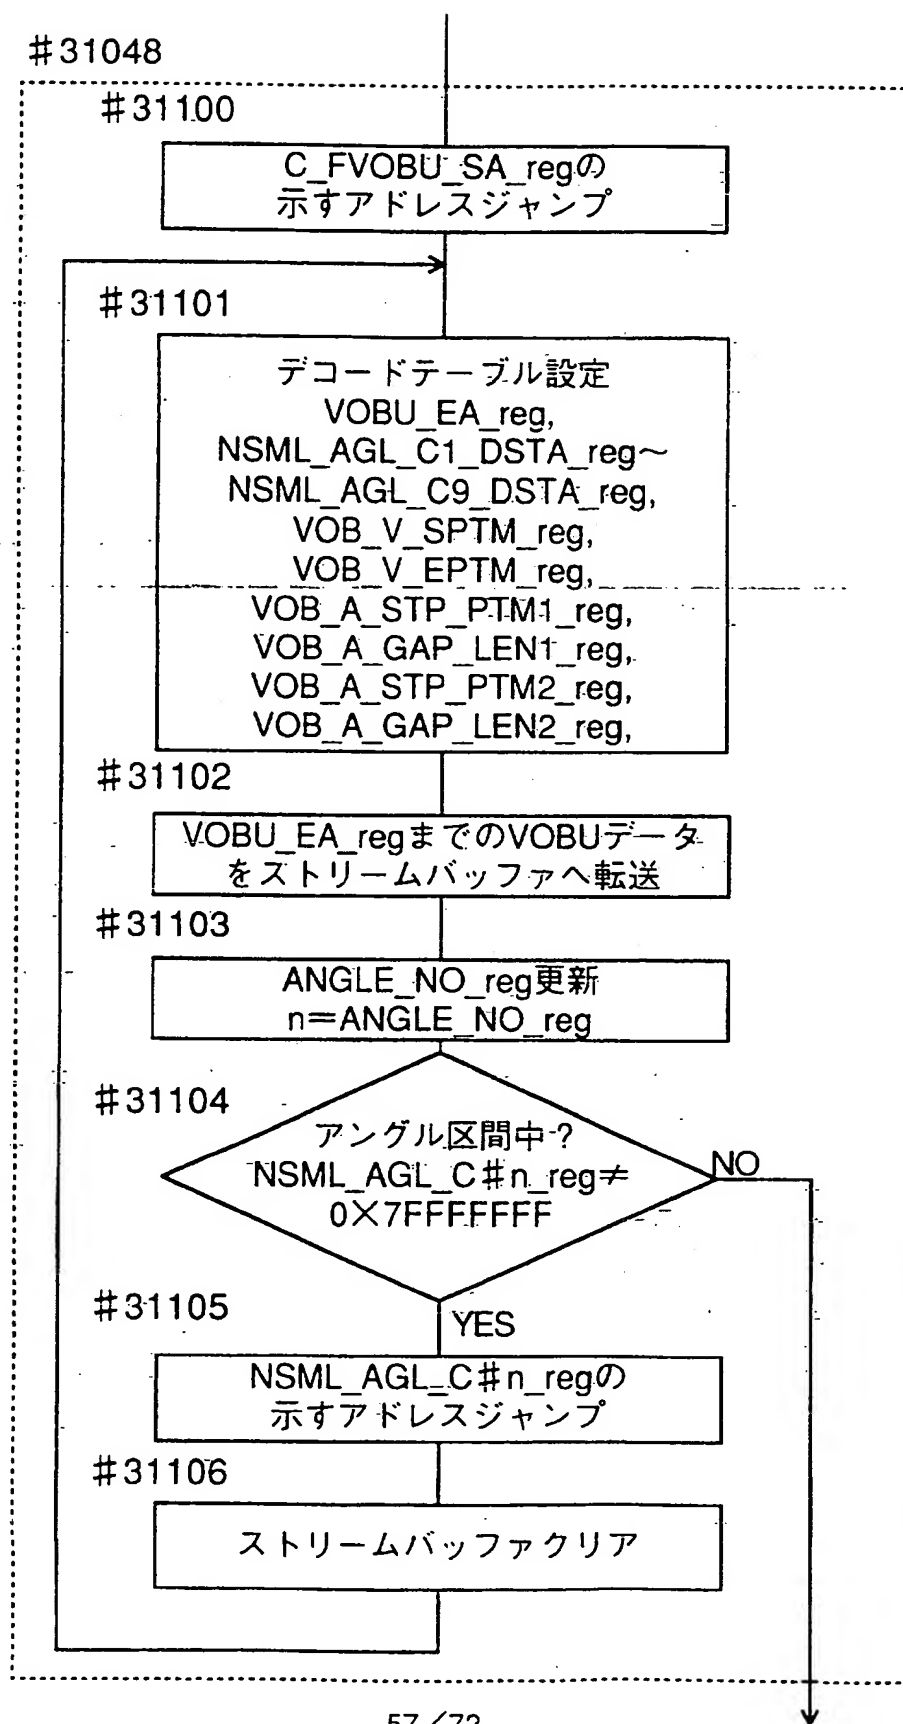 #31048
#31100
C_FVOBU_SA_regの
示すアドレスジャンプ
#31101
デコードテーブル設定
VOBU_EA_reg,
NSML_AGL_C1_DSTA_reg~
NSML_AGL_C9_DSTA_reg,
VOB_V_SPTM_reg,
VOB_V_EPTM_reg,
VOB_A_STP_PTM1_reg,
VOB_A_GAP_LEN1_reg,
VOB_A_STP_PTM2_reg,
VOB_A_GAP_LEN2_reg,
#31102
VOBU_EA_regまでのVOBUデータ
をストリームバッファへ転送
#31103
ANGLE_NO_reg更新
n=ANGLE_NO_reg
#31104
アングル区間中?
NSML_AGL_C#n_reg≠
0×7FFFFFFF
NO
#31105
YES
NSML_AGL_C#n_regの
示すアドレスジャンプ
#31106
ストリームバッファクリア
57/72